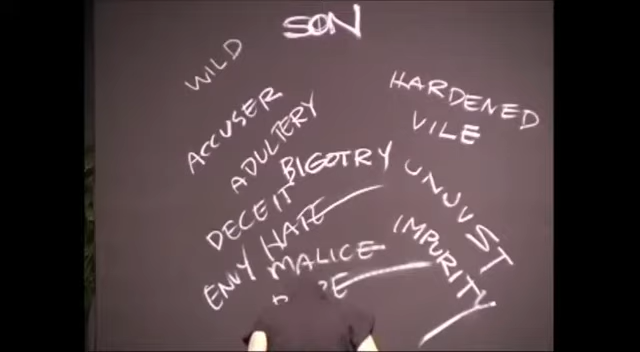 SON
WILD
ACCUSER
ADULTERY
BIGOTRY
DECEIT
HATE
ENVY
MALICE
HARDENED
VILE
UNJUST
IMPURITY